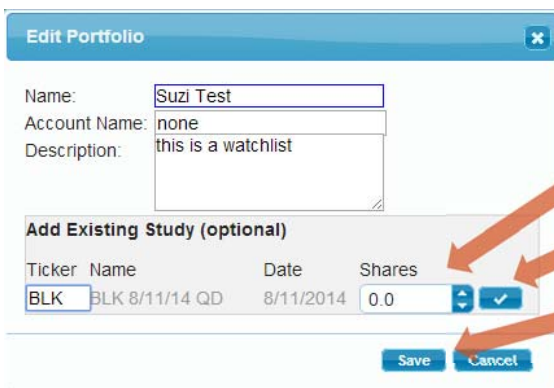 Edit Portfolio
Name: Suzi Test
Account Name: none
Description: this is a watchlist
Add Existing Study (optional)
Ticker Name Date Shares
BLK BLK 8/11/14 QD 8/11/2014 0.0
Save Cancel